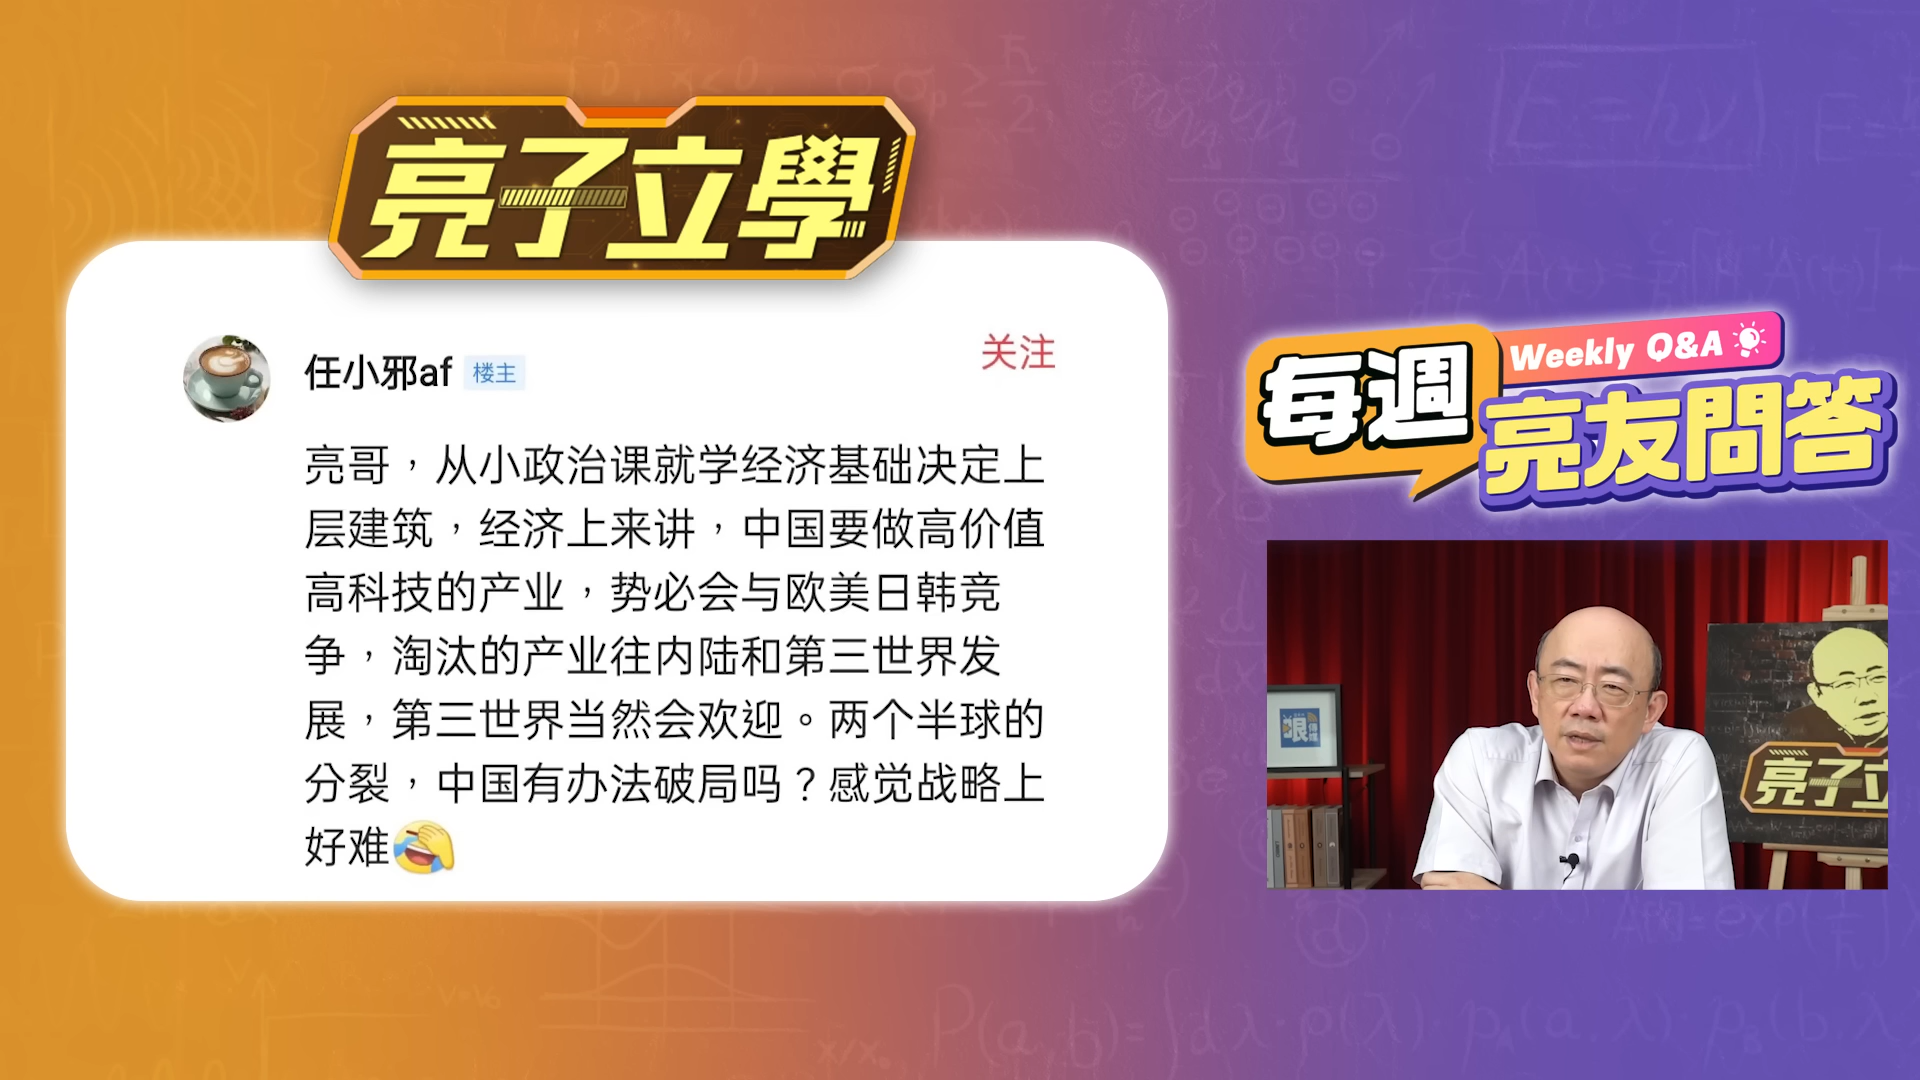 亮子立學
任小邪af 楼主
关注
亮哥，从小政治课就学经济基础决定上
层建筑，经济上来讲，中国要做高价值
高科技的产业，势必会与欧美日韩竞
争，淘汰的产业往内陆和第三世界发
展，第三世界当然会欢迎。两个半球的
分裂，中国有办法破局吗？感觉战略上
好难
每週
Weekly Q&A
亮友問答
哏傳媒
亮子立